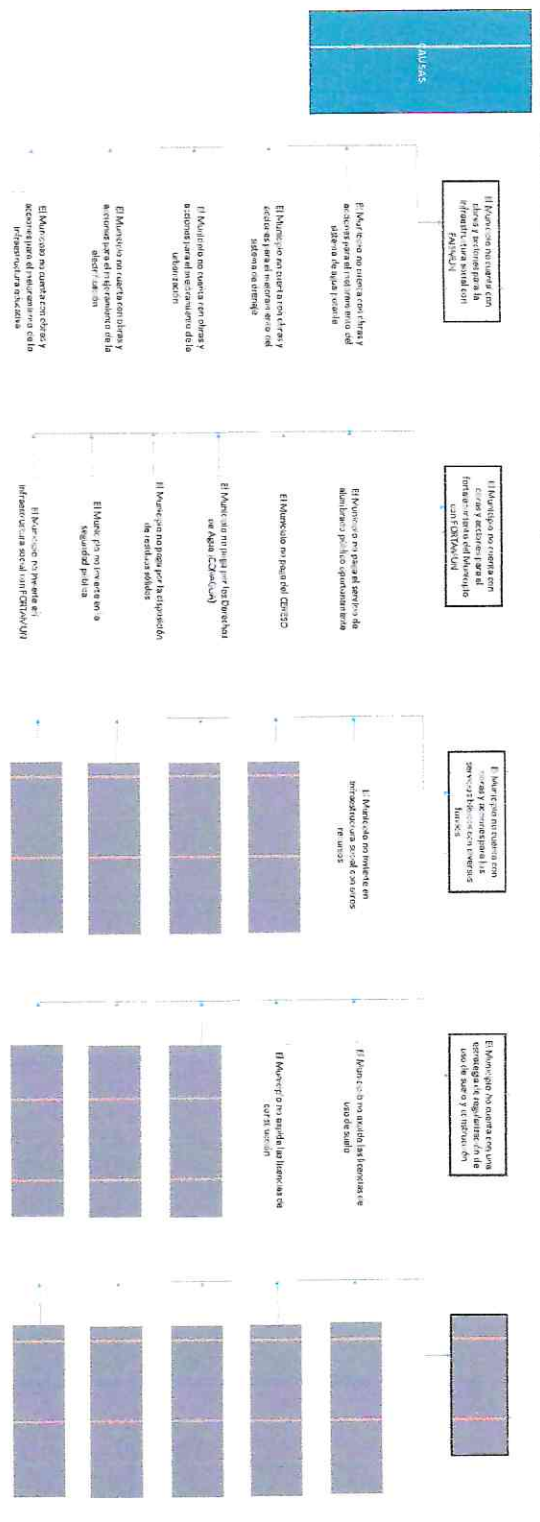 CAUSAS
El Municipio no cuenta con
obras y acciones para la
infraestructura social con
FAISMUN
El Municipio no cuenta con obras y
acciones para el mejoramiento del
sistema de agua potable
El Municipio no cuenta con obras y
acciones para el mejoramiento del
sistema de drenaje
El Municipio no cuenta con obras y
acciones para el mejoramiento de la
urbanización
El Municipio no cuenta con obras y
acciones para el mejoramiento de la
electrificación
El Municipio no cuenta con obras y
acciones para el mejoramiento de la
infraestructura educativa
El Municipio no cuenta con
obras y acciones para el
fortalecimiento del Municipio
con FORTAMUN
El Municipio no paga el servicio de
alumbrado público oportunamente
El Municipio no paga del CERESO
El Municipio no paga por los Derechos
de Agua (CONAGUA)
El Municipio no paga por la disposición
de residuos sólidos
El Municipio no invierte en la
seguridad pública
El Municipio no invierte en
infraestructura social con FORTAMUN
El Municipio no cuenta con
obras y acciones para los
servicios básicos con diversos
fondos
El Municipio no invierte en
infraestructura social con otros
recursos
El Municipio no cuenta con una
estrategia de regularización de
uso de suelo y construcción
El Municipio no expide las licencias de
uso de suelo
El Municipio no expide las licencias de
construcción